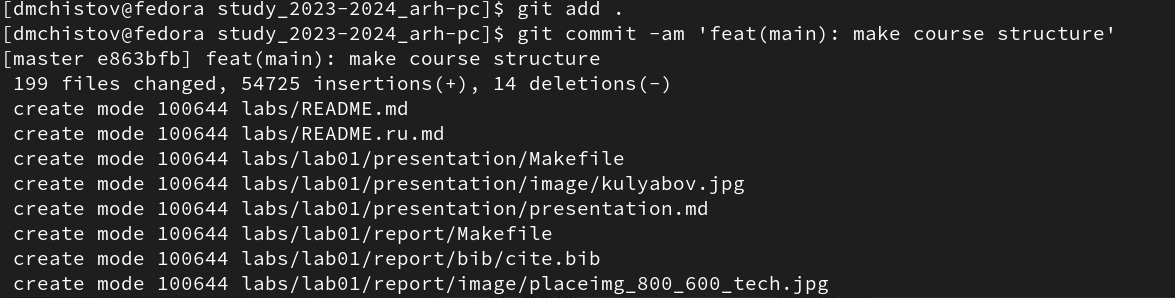 [dmchistov@fedora study_2023-2024_arh-pc]$ git add .
[dmchistov@fedora study_2023-2024_arh-pc]$ git commit -am 'feat(main): make course structure'
[master e863bfb] feat(main): make course structure
 199 files changed, 54725 insertions(+), 14 deletions(-)
 create mode 100644 labs/README.md
 create mode 100644 labs/README.ru.md
 create mode 100644 labs/lab01/presentation/Makefile
 create mode 100644 labs/lab01/presentation/image/kulyabov.jpg
 create mode 100644 labs/lab01/presentation/presentation.md
 create mode 100644 labs/lab01/report/Makefile
 create mode 100644 labs/lab01/report/bib/cite.bib
 create mode 100644 labs/lab01/report/image/placeimg_800_600_tech.jpg